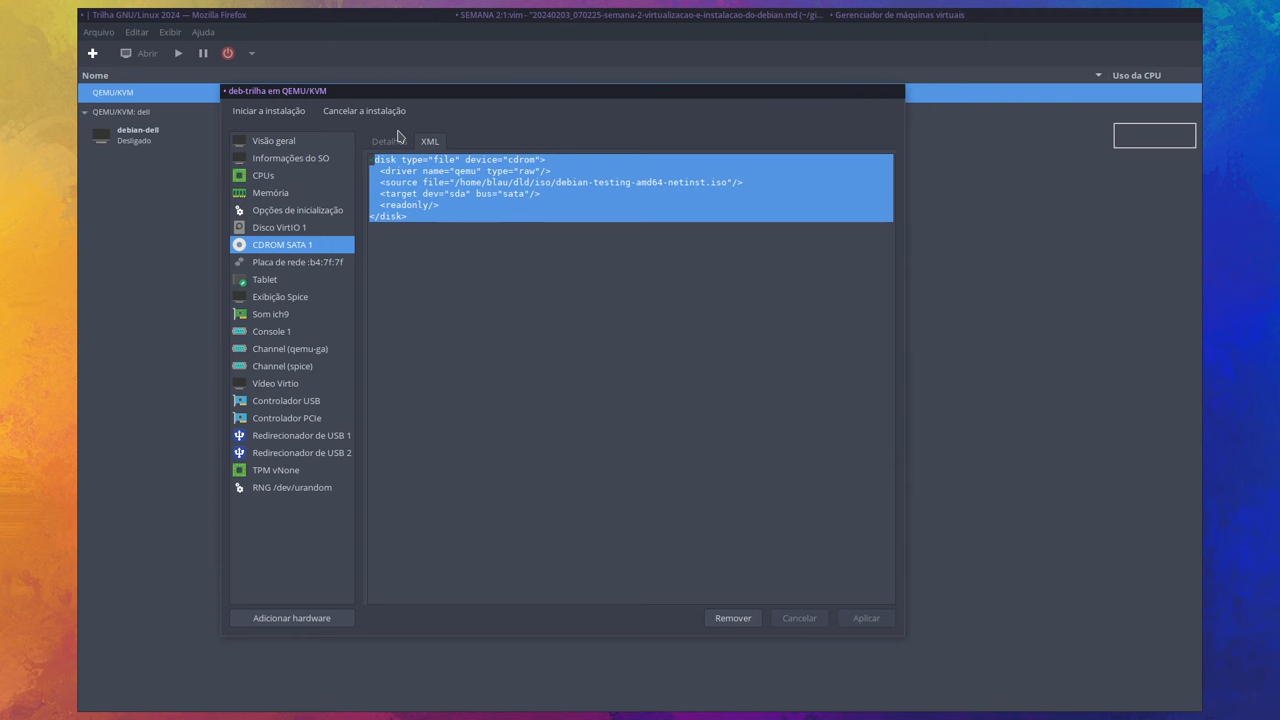 • | Trilha GNU/Linux 2024 — Mozilla Firefox
• SEMANA 2:1:vim - "20240203_070225-semana-2-virtualizacao-e-instalacao-do-debian.md (~/gi...
• Gerenciador de máquinas virtuais
Arquivo Editar Exibir Ajuda
Abrir
Nome
Uso da CPU
QEMU/KVM
QEMU/KVM: dell
debian-dell
Desligado
• deb-trilha em QEMU/KVM
Iniciar a instalação Cancelar a instalação
Visão geral
Informações do SO
CPUs
Memória
Opções de inicialização
Disco VirtIO 1
CDROM SATA 1
Placa de rede :b4:7f:7f
Tablet
Exibição Spice
Som ich9
Console 1
Channel (qemu-ga)
Channel (spice)
Vídeo Virtio
Controlador USB
Controlador PCIe
Redirecionador de USB 1
Redirecionador de USB 2
TPM vNone
RNG /dev/urandom
Adicionar hardware
Detalhes XML
<disk type="file" device="cdrom">
<driver name="qemu" type="raw"/>
<source file="/home/blau/dld/iso/debian-testing-amd64-netinst.iso"/>
<target dev="sda" bus="sata"/>
<readonly/>
</disk>
Remover Cancelar Aplicar